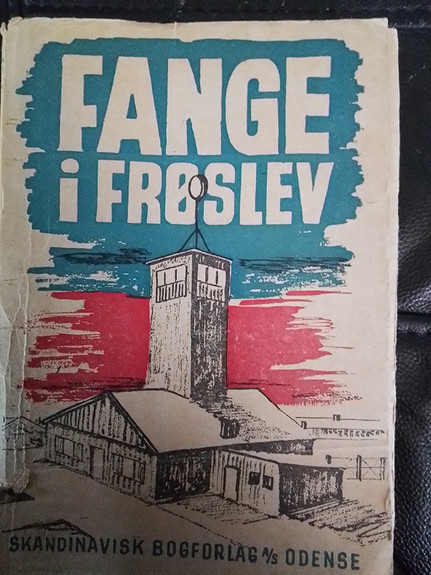 FANGE
i FRØSLEV
SKANDINAVISK BOGFORLAG A/S ODENSE